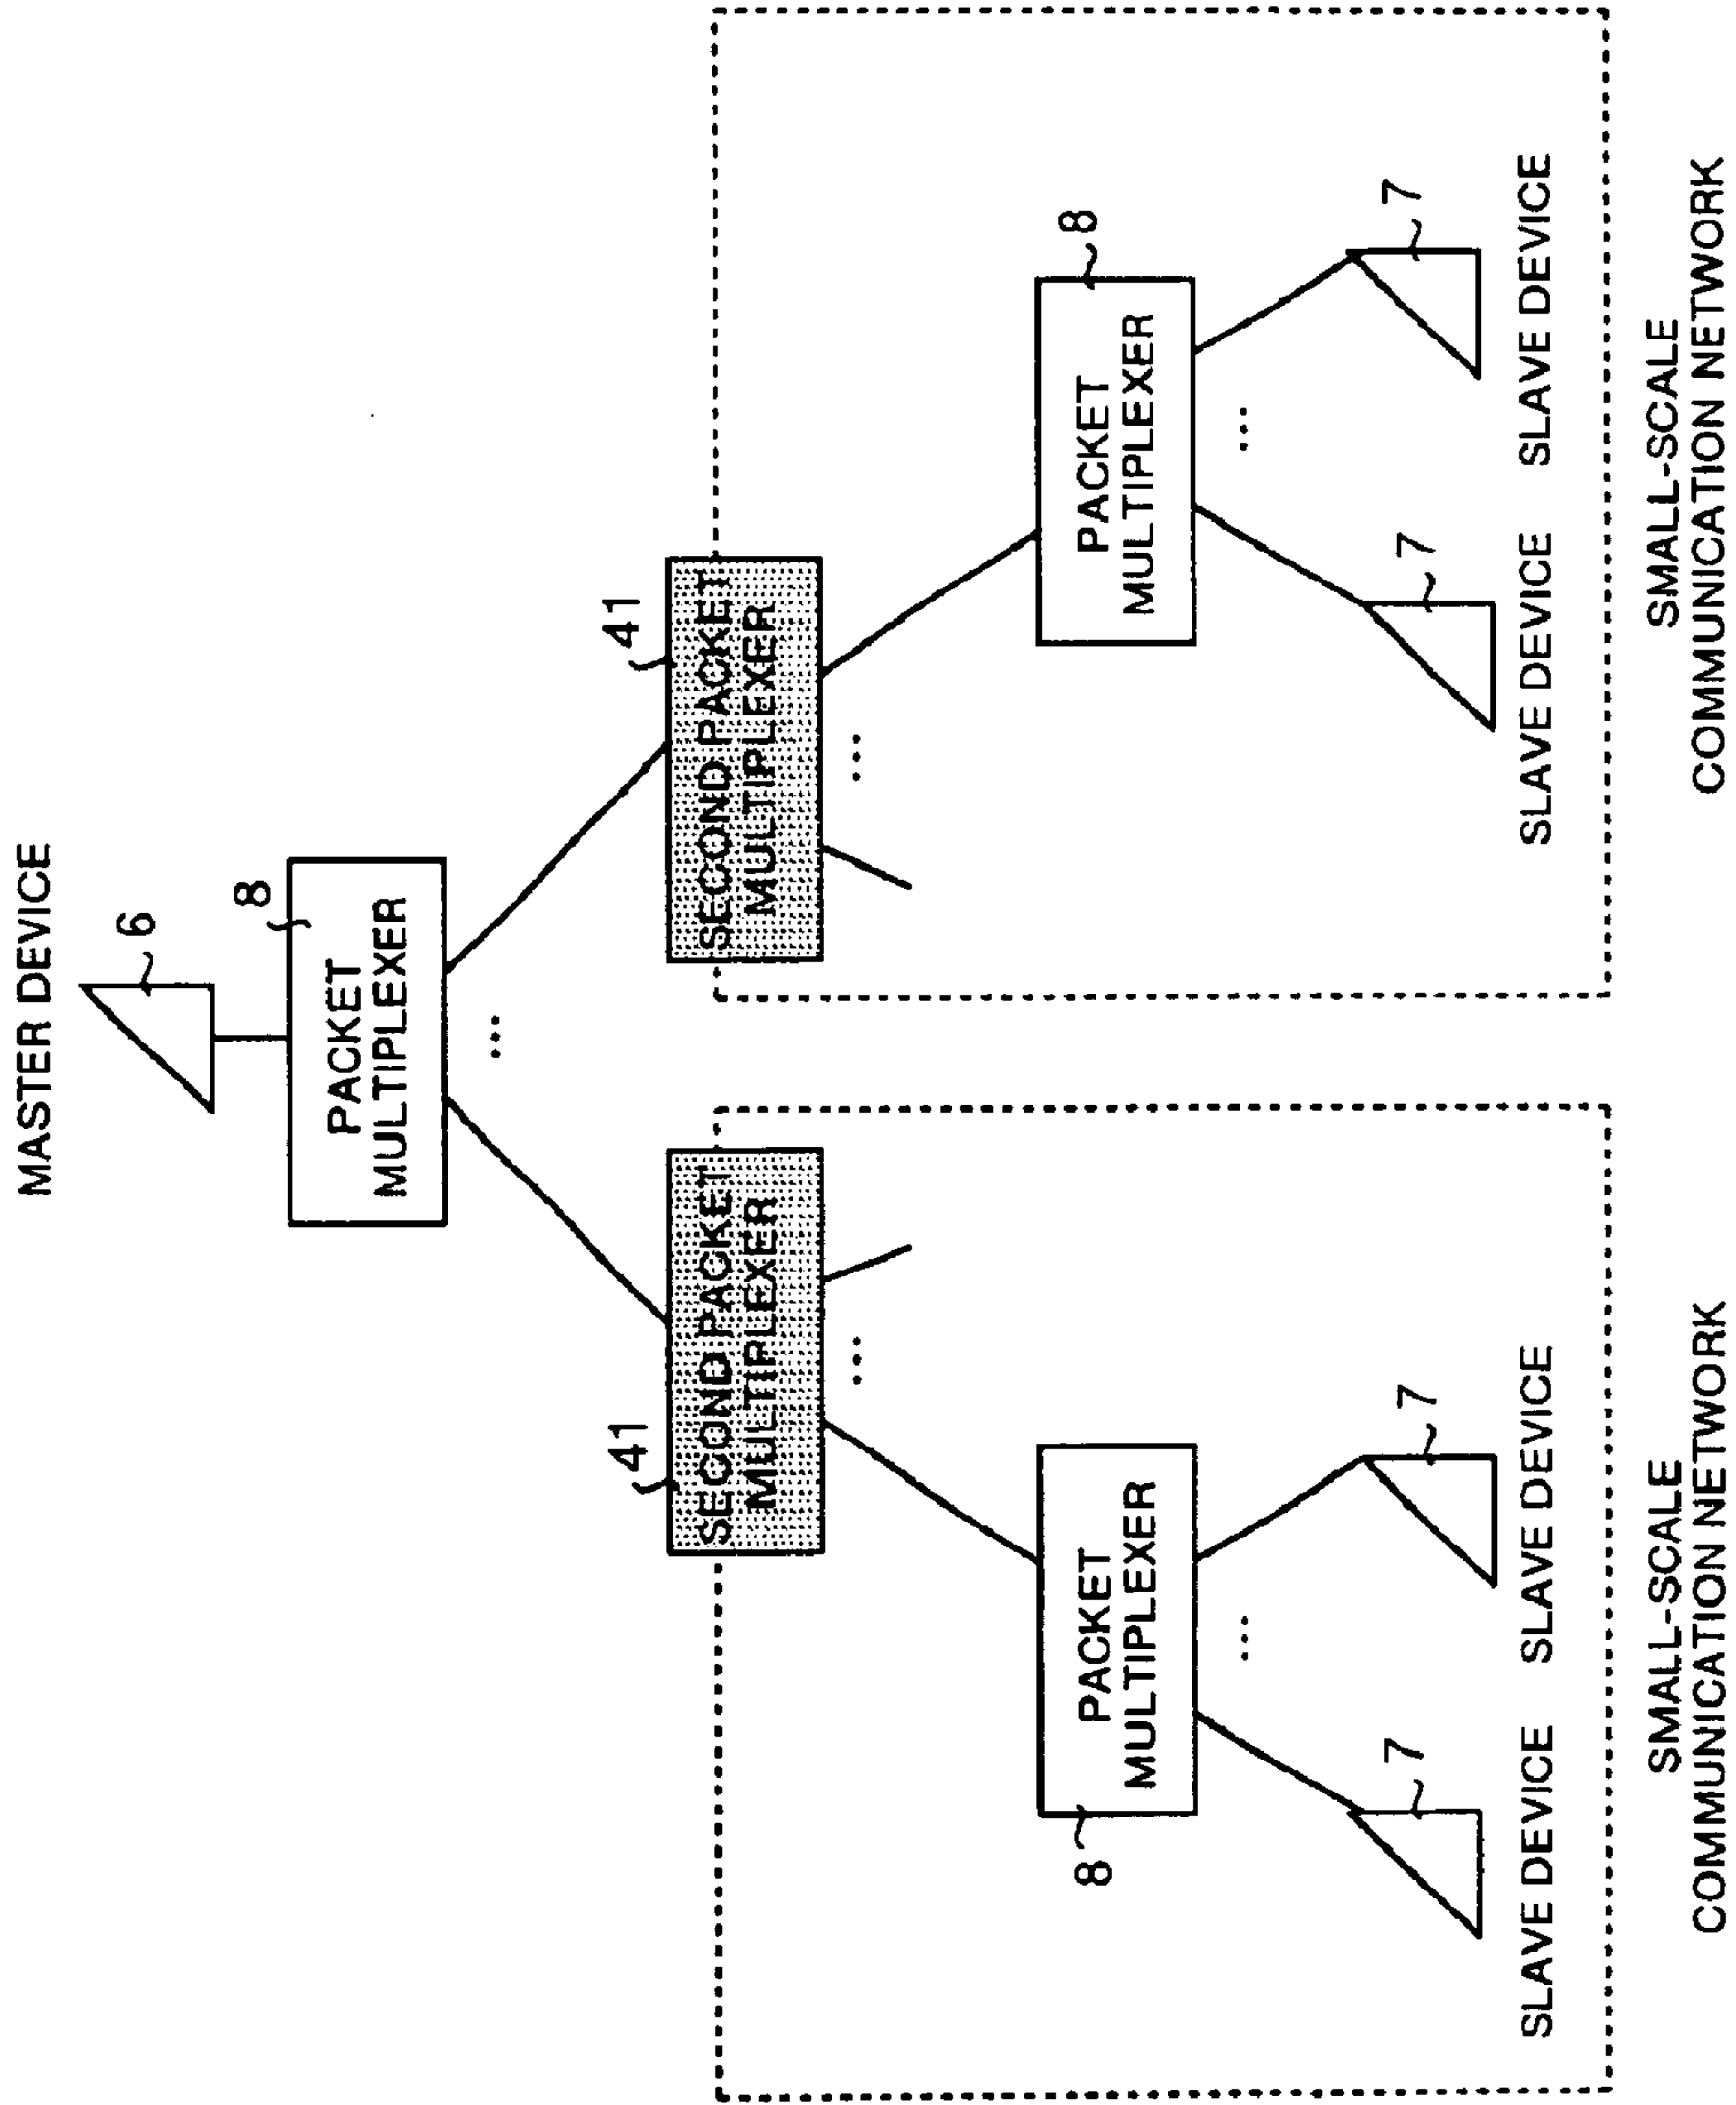 MASTER DEVICE
6
8
PACKET
MULTIPLEXER
...
41
SECOND PACKET
MULTIPLEXER
...
41
SECOND PACKET
MULTIPLEXER
...
8
PACKET
MULTIPLEXER
...
8
PACKET
MULTIPLEXER
...
7
7
7
7
SLAVE DEVICE
SLAVE DEVICE
SLAVE DEVICE
SLAVE DEVICE
SMALL-SCALE
COMMUNICATION NETWORK
SMALL-SCALE
COMMUNICATION NETWORK